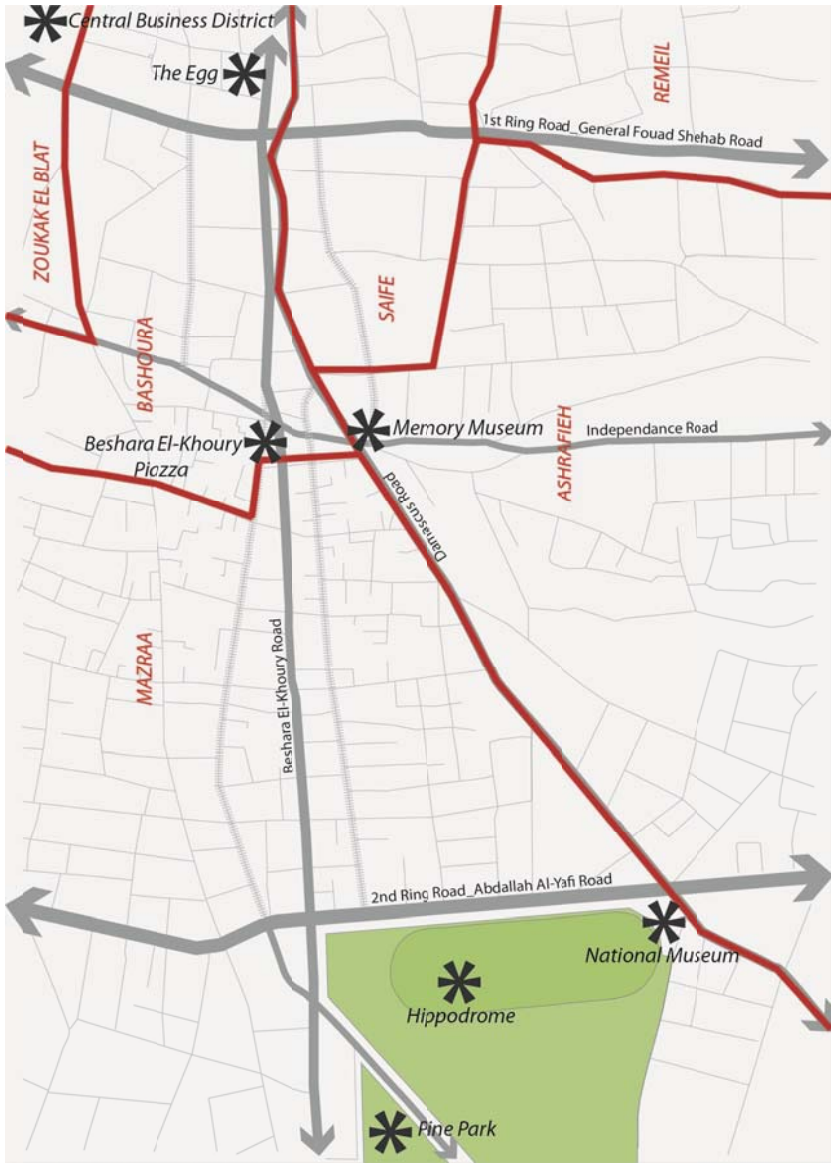 Central Business District
The Egg
REMEIL
1st Ring Road_General Fouad Shehab Road
ZOUKAK EL BLAT
SAIFE
BASHOURA
Memory Museum
Independance Road
Beshara El-Khoury
Piazza
ASHRAFIEH
Damascus Road
MAZRAA
Beshara El-Khoury Road
2nd Ring Road_Abdallah Al-Yafi Road
National Museum
Hippodrome
Pine Park